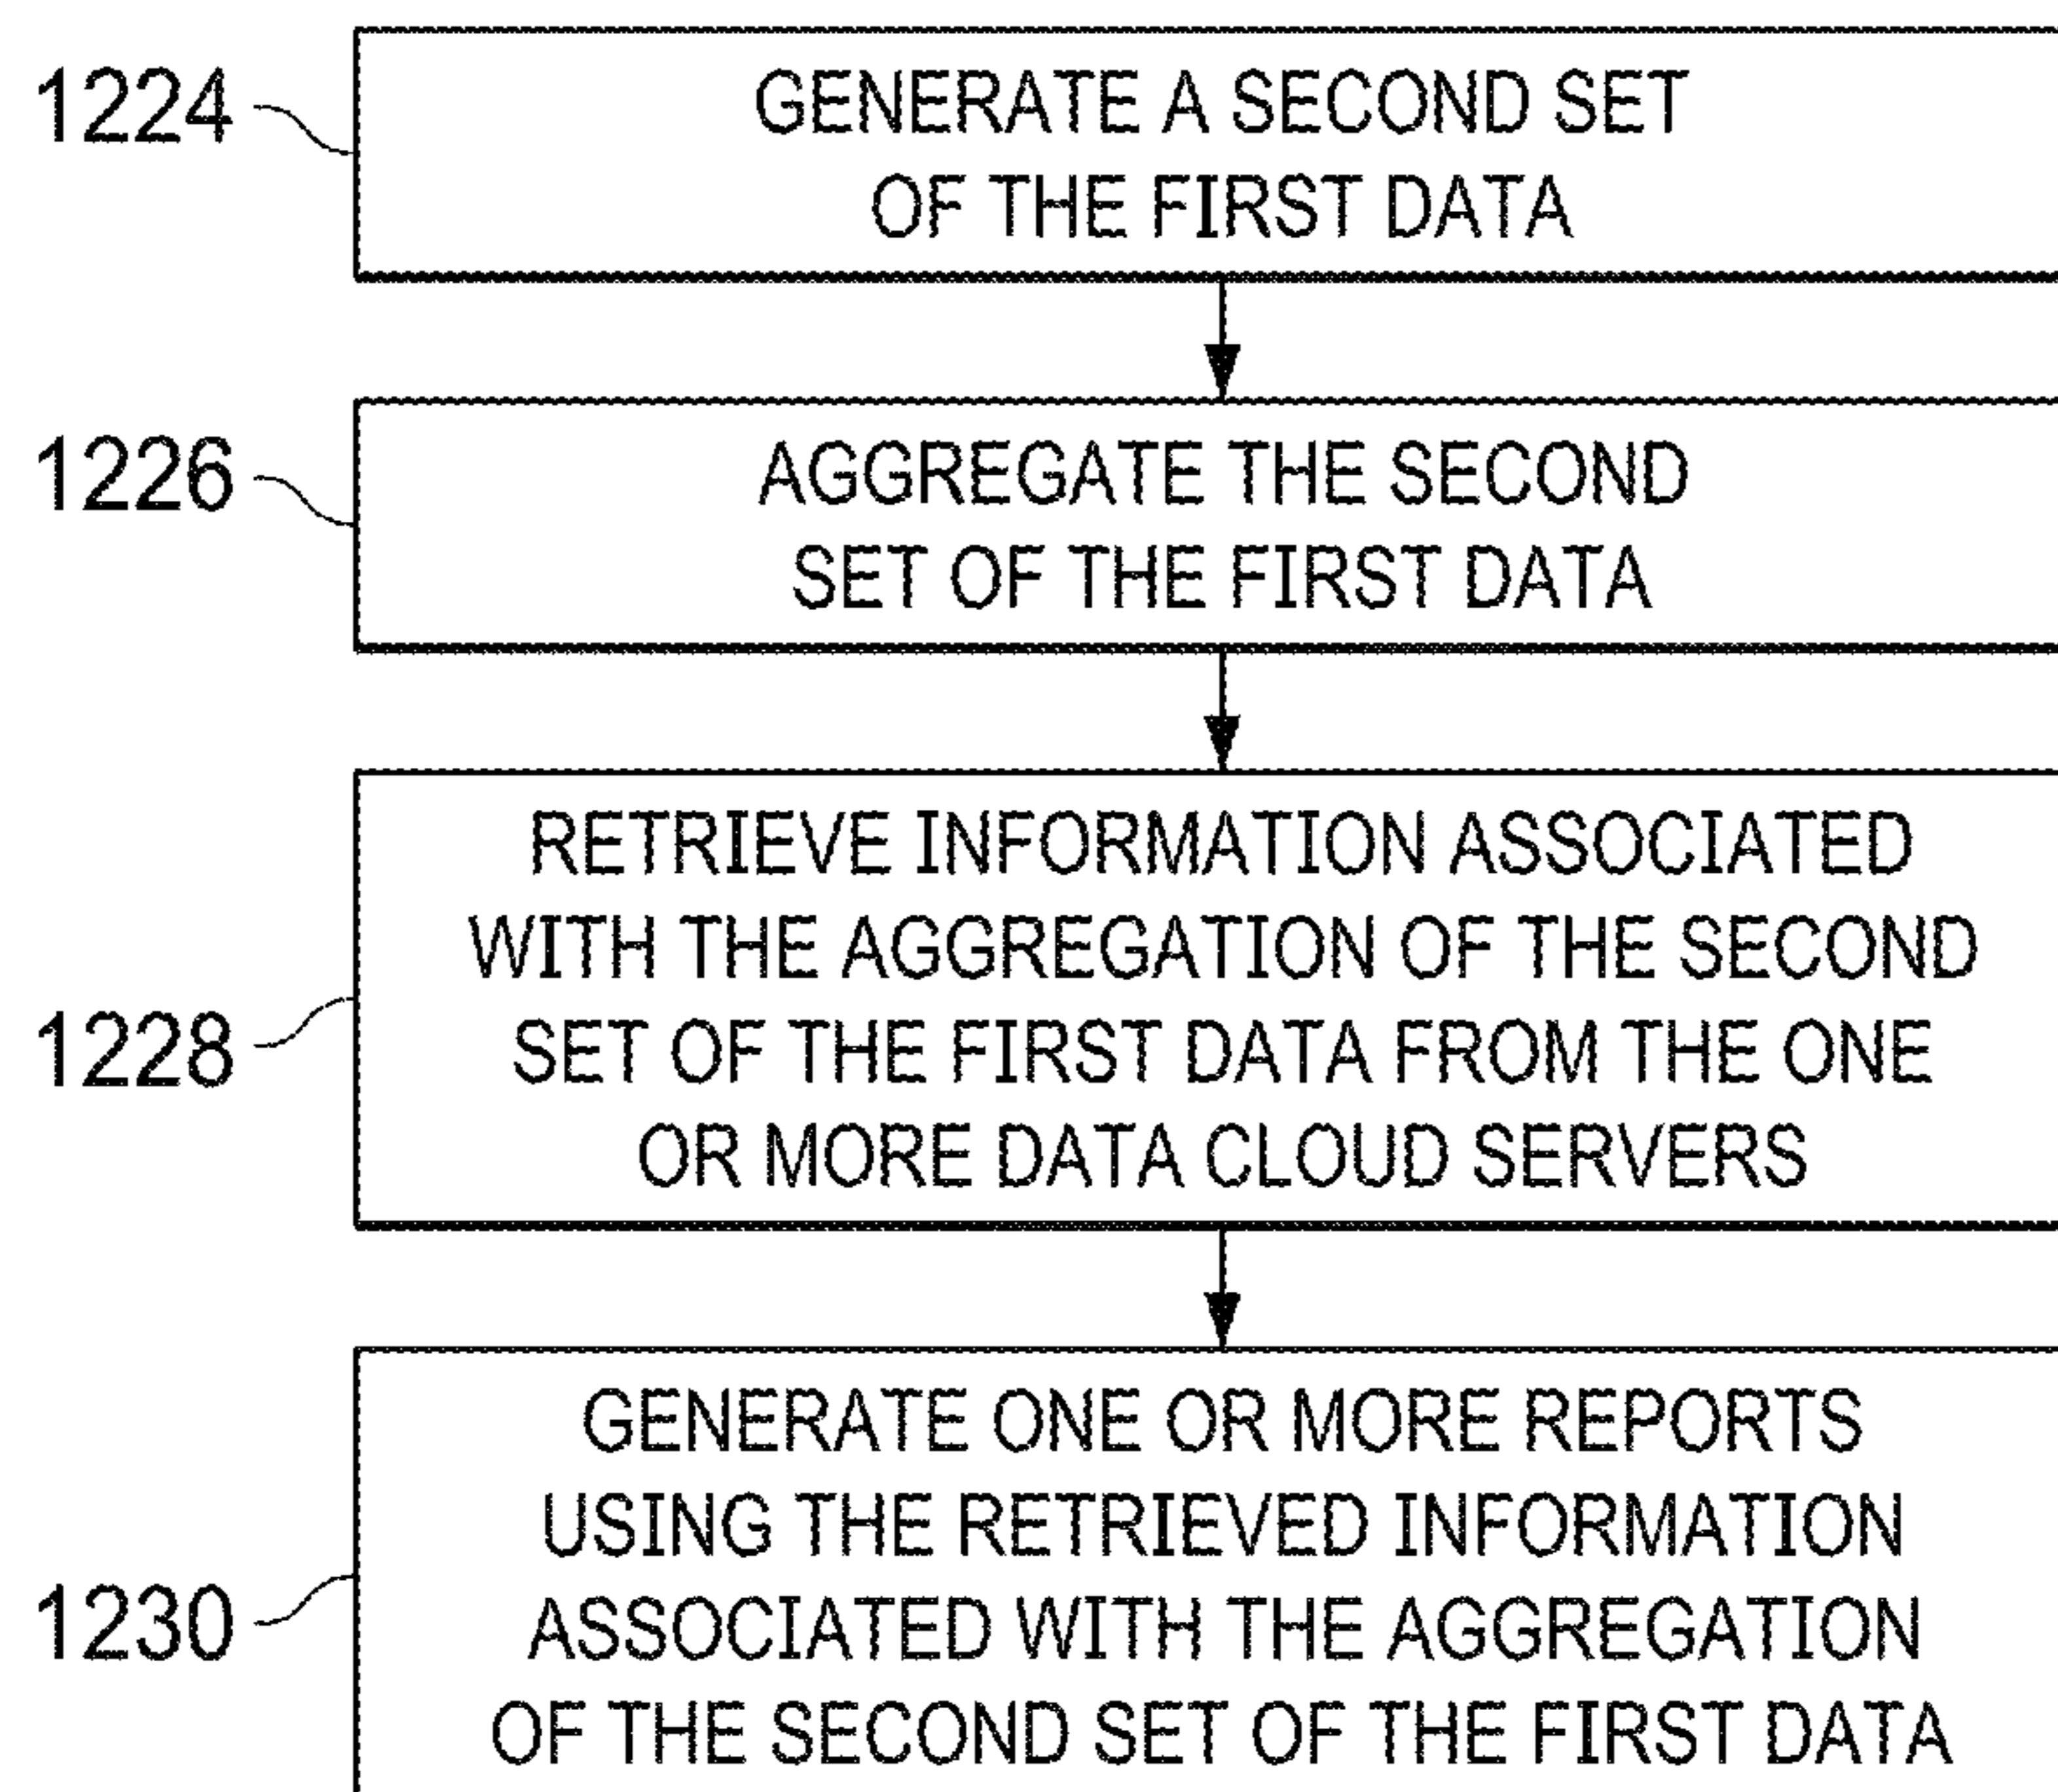 1224
GENERATE A SECOND SET
OF THE FIRST DATA
1226
AGGREGATE THE SECOND
SET OF THE FIRST DATA
1228
RETRIEVE INFORMATION ASSOCIATED
WITH THE AGGREGATION OF THE SECOND
SET OF THE FIRST DATA FROM THE ONE
OR MORE DATA CLOUD SERVERS
1230
GENERATE ONE OR MORE REPORTS
USING THE RETRIEVED INFORMATION
ASSOCIATED WITH THE AGGREGATION
OF THE SECOND SET OF THE FIRST DATA